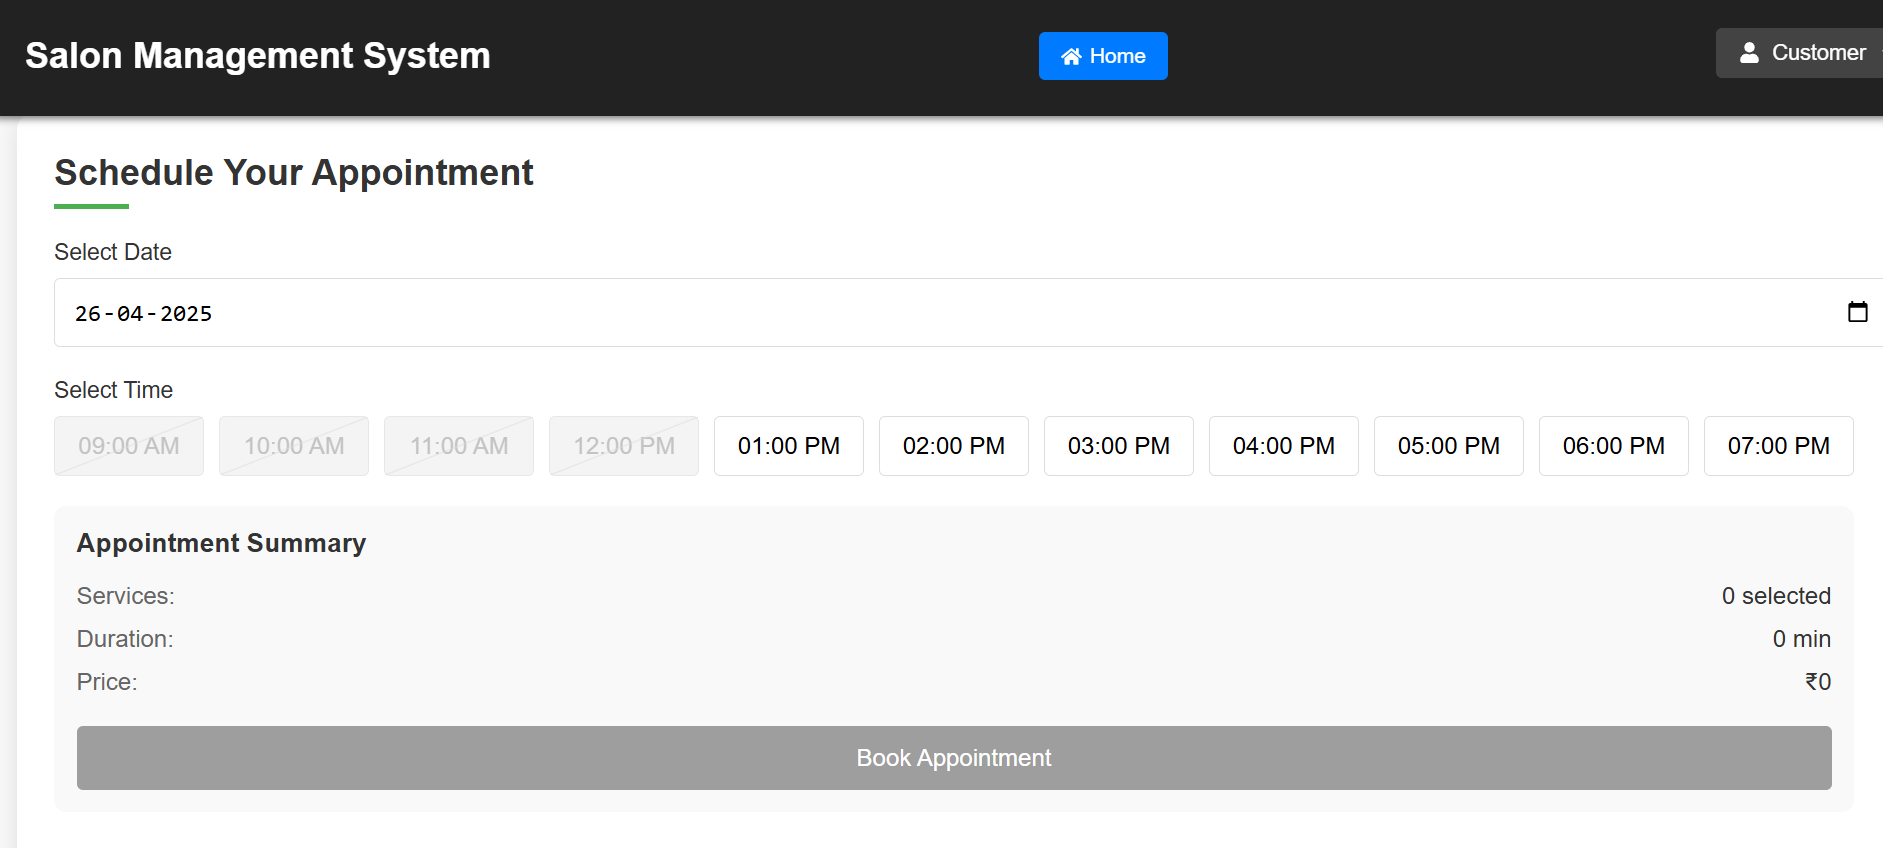 Salon Management System
Home
Customer
Schedule Your Appointment
Select Date
26-04-2025
Select Time
09:00 AM 10:00 AM 11:00 AM 12:00 PM 01:00 PM 02:00 PM 03:00 PM 04:00 PM 05:00 PM 06:00 PM 07:00 PM
Appointment Summary
Services: 0 selected
Duration: 0 min
Price: ₹0
Book Appointment